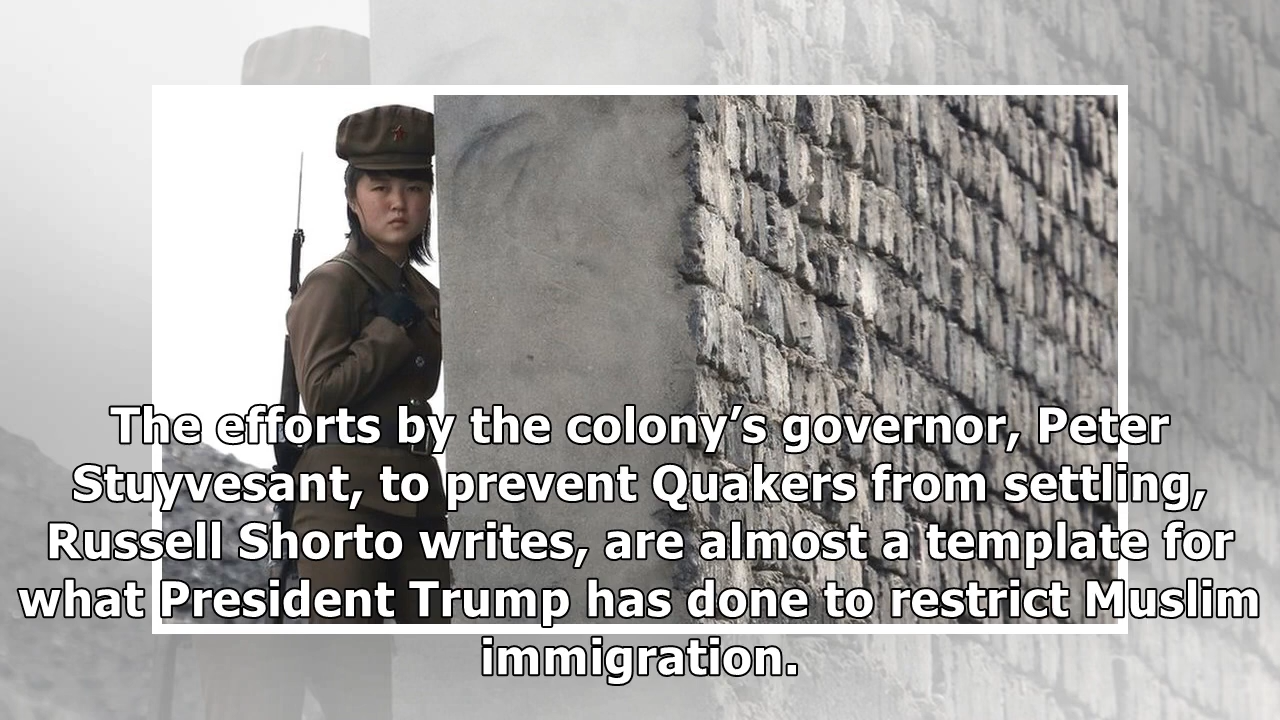 The efforts by the colony’s governor, Peter
Stuyvesant, to prevent Quakers from settling,
Russell Shorto writes, are almost a template for
what President Trump has done to restrict Muslim
immigration.